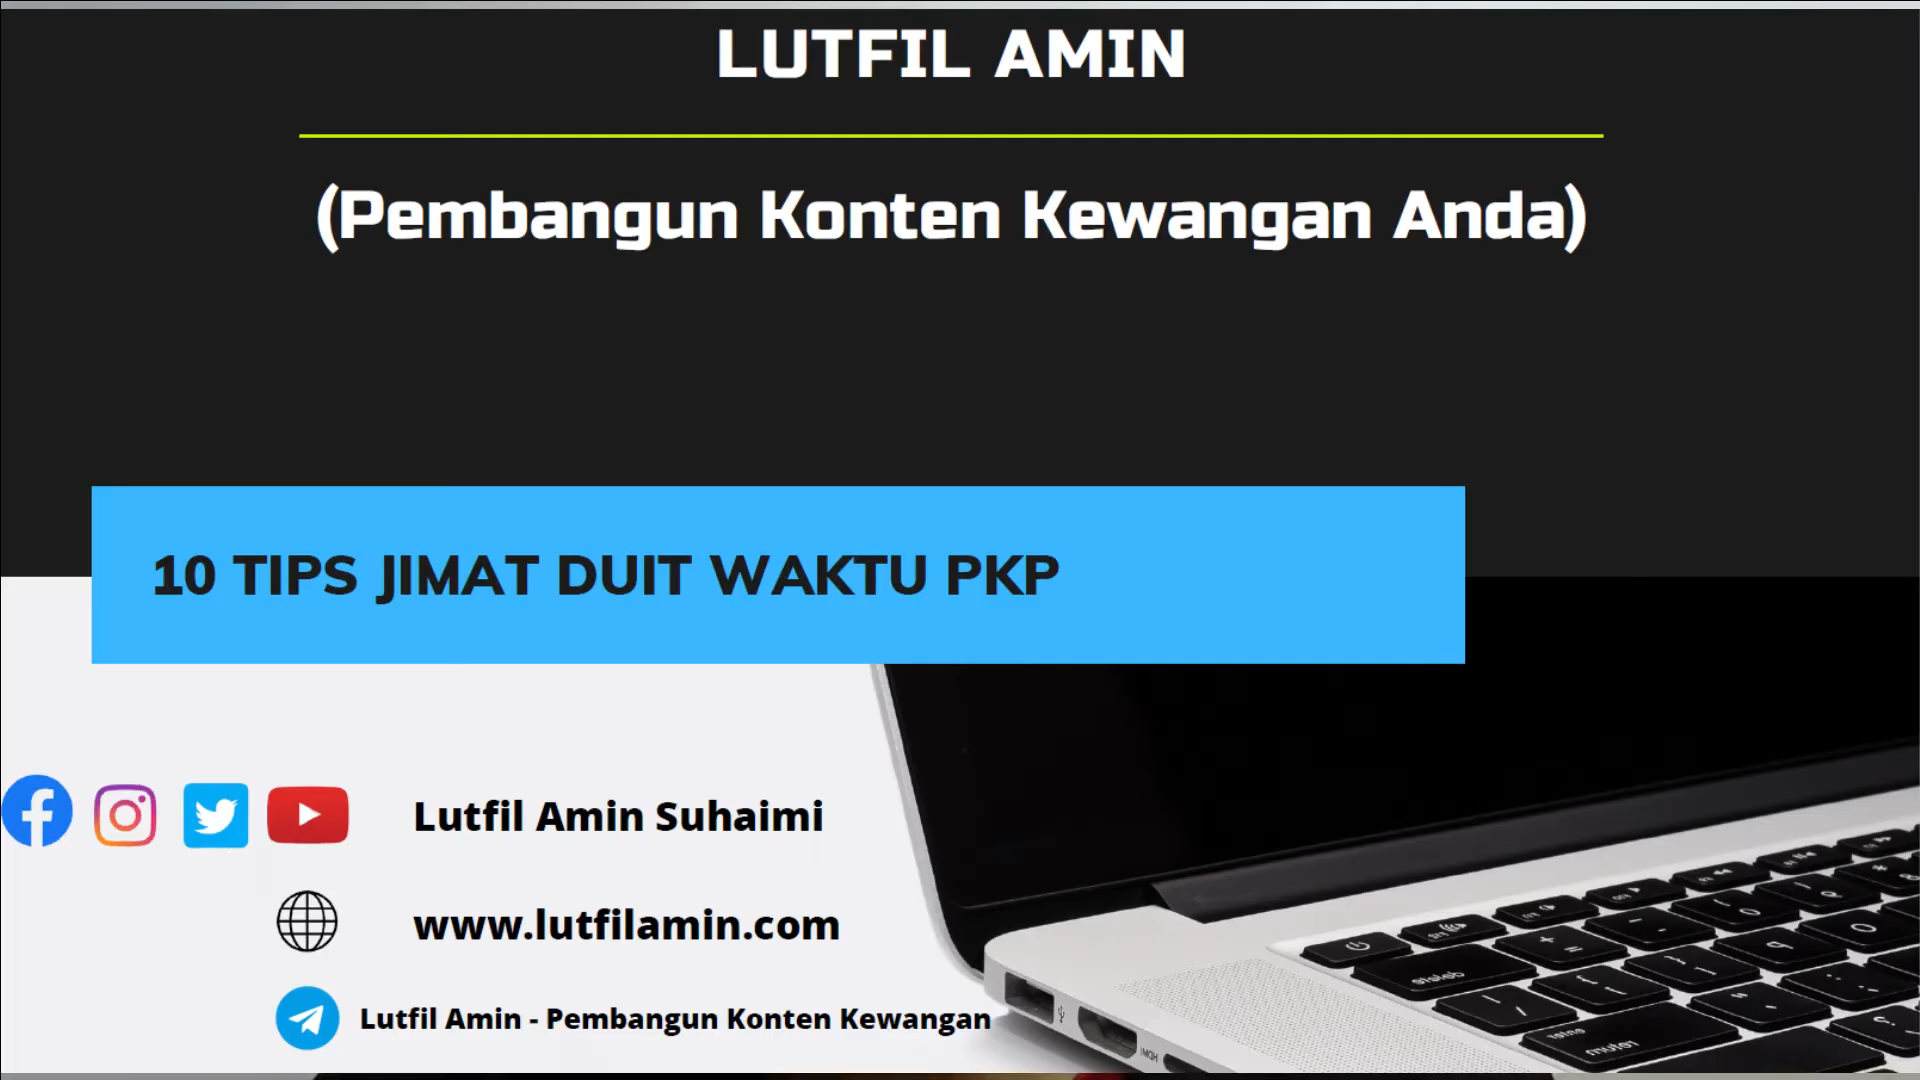 LUTFIL AMIN
(Pembangun Konten Kewangan Anda)
10 TIPS JIMAT DUIT WAKTU PKP
Lutfil Amin Suhaimi
www.lutfilamin.com
Lutfil Amin - Pembangun Konten Kewangan